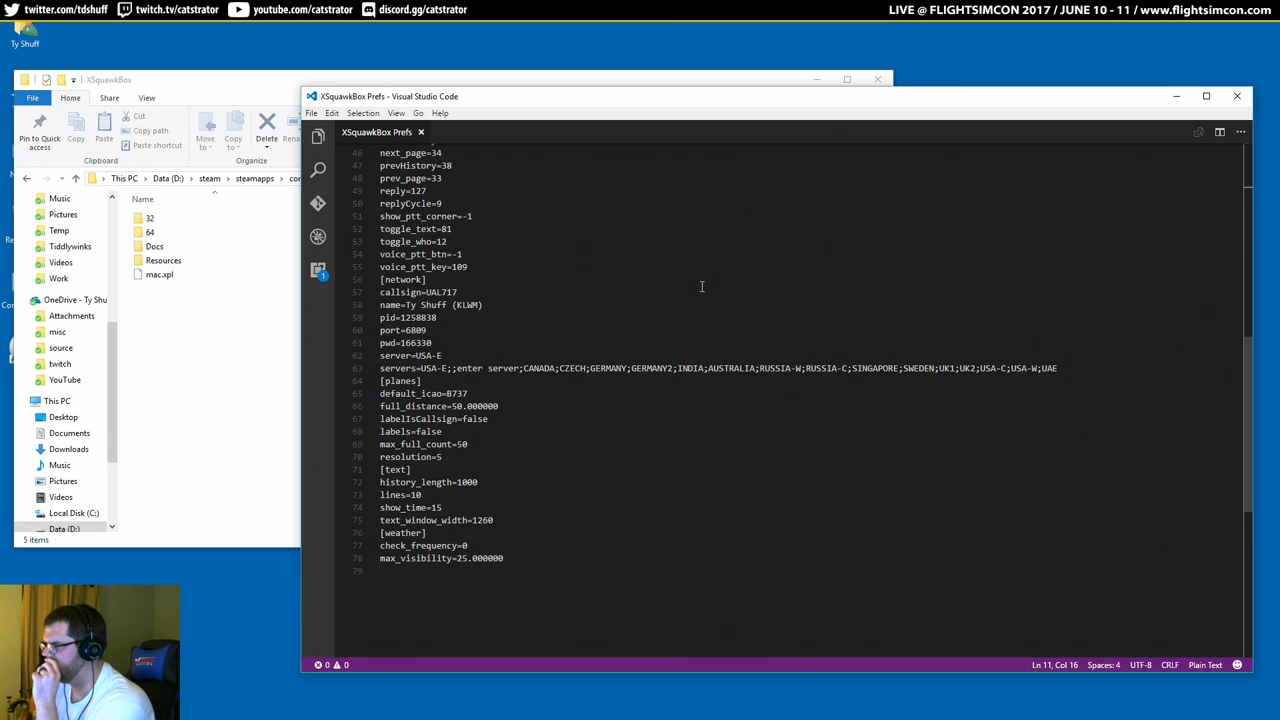 twitter.com/tdshuff twitch.tv/catstrator youtube.com/catstrator discord.gg/catstrator LIVE @ FLIGHTSIMCON 2017 / JUNE 10 - 11 / www.flightsimcon.com
Ty Shuff
XSquawkBox
File Home Share View
Pin to Quick access
Copy
Paste
Cut
Copy path
Paste shortcut
Clipboard
Move to
Copy to
Delete
Organize
This PC Data (D:) steam steamapps
Music
Pictures
Temp
Tiddlywinks
Videos
Work
OneDrive - Ty Shu
Attachments
misc
source
twitch
YouTube
This PC
Desktop
Documents
Downloads
Music
Pictures
Videos
Local Disk (C:)
Data (D:)
Name
32
64
Docs
Resources
mac.xpl
5 items
XSquawkBox Prefs - Visual Studio Code
File Edit Selection View Go Help
XSquawkBox Prefs
46 next_page=34
47 prevHistory=38
48 prev_page=33
49 reply=127
50 replyCycle=9
51 show_ptt_corner=-1
52 toggle_text=81
53 toggle_who=12
54 voice_ptt_btn=-1
55 voice_ptt_key=109
56 [network]
57 callsign=UAL717
58 name=Ty Shuff (KLWM)
59 pid=1258838
60 port=6809
61 pwd=166330
62 server=USA-E
63 servers=USA-E;;enter server;CANADA;CZECH;GERMANY;GERMANY2;INDIA;AUSTRALIA;RUSSIA-W;RUSSIA-C;SINGAPORE;SWEDEN;UK1;UK2;USA-C;USA-W;UAE
64 [planes]
65 default_icao=B737
66 full_distance=50.000000
67 labelIsCallsign=false
68 labels=false
69 max_full_count=50
70 resolution=5
71 [text]
72 history_length=1000
73 lines=10
74 show_time=15
75 text_window_width=1260
76 [weather]
77 check_frequency=0
78 max_visibility=25.000000
79
1
0 0
Ln 11, Col 16 Spaces: 4 UTF-8 CRLF Plain Text